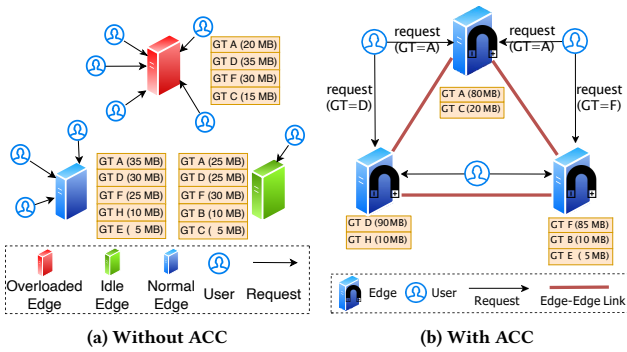 GT A (20 MB)
GT D (35 MB)
GT F (30 MB)
GT C (15 MB)
GT A (35 MB)
GT D (30 MB)
GT F (25 MB)
GT H (10 MB)
GT E ( 5 MB)
GT A (25 MB)
GT D (25 MB)
GT F (30 MB)
GT B (10 MB)
GT C ( 5 MB)
Overloaded
Edge
Idle
Edge
Normal
Edge
User
Request
(a) Without ACC
request
(GT=A)
request
(GT=A)
request
(GT=D)
request
(GT=F)
GT A (80MB)
GT C (20 MB)
GT D (90MB)
GT H (10MB)
GT F (85 MB)
GT B (10 MB)
GT E ( 5 MB)
Edge
User
Request
Edge-Edge Link
(b) With ACC